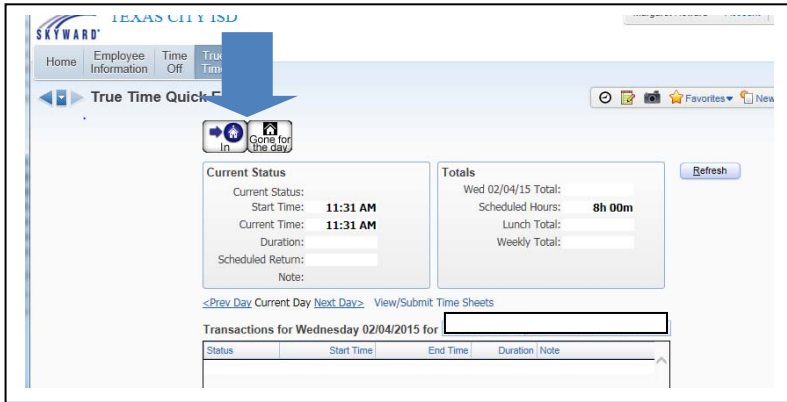 TEXAS CITY ISD
SKYWARD
Home Employee Information Time Off True Time
True Time Quick
Favorites New
In Gone for the day
Current Status
Current Status:
Start Time: 11:31 AM
Current Time: 11:31 AM
Duration:
Scheduled Return:
Note:
Totals
Wed 02/04/15 Total:
Scheduled Hours: 8h 00m
Lunch Total:
Weekly Total:
Refresh
<Prev Day Current Day Next Day> View/Submit Time Sheets
Transactions for Wednesday 02/04/2015 for
Status Start Time End Time Duration Note